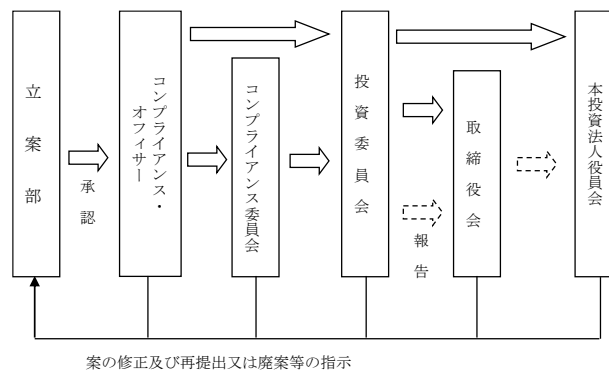 立案部
承認
コンプライアンス・
オフィサー
コンプライアンス委員会
投資委員会
報告
取締役会
本投資法人役員会
案の修正及び再提出又は廃案等の指示